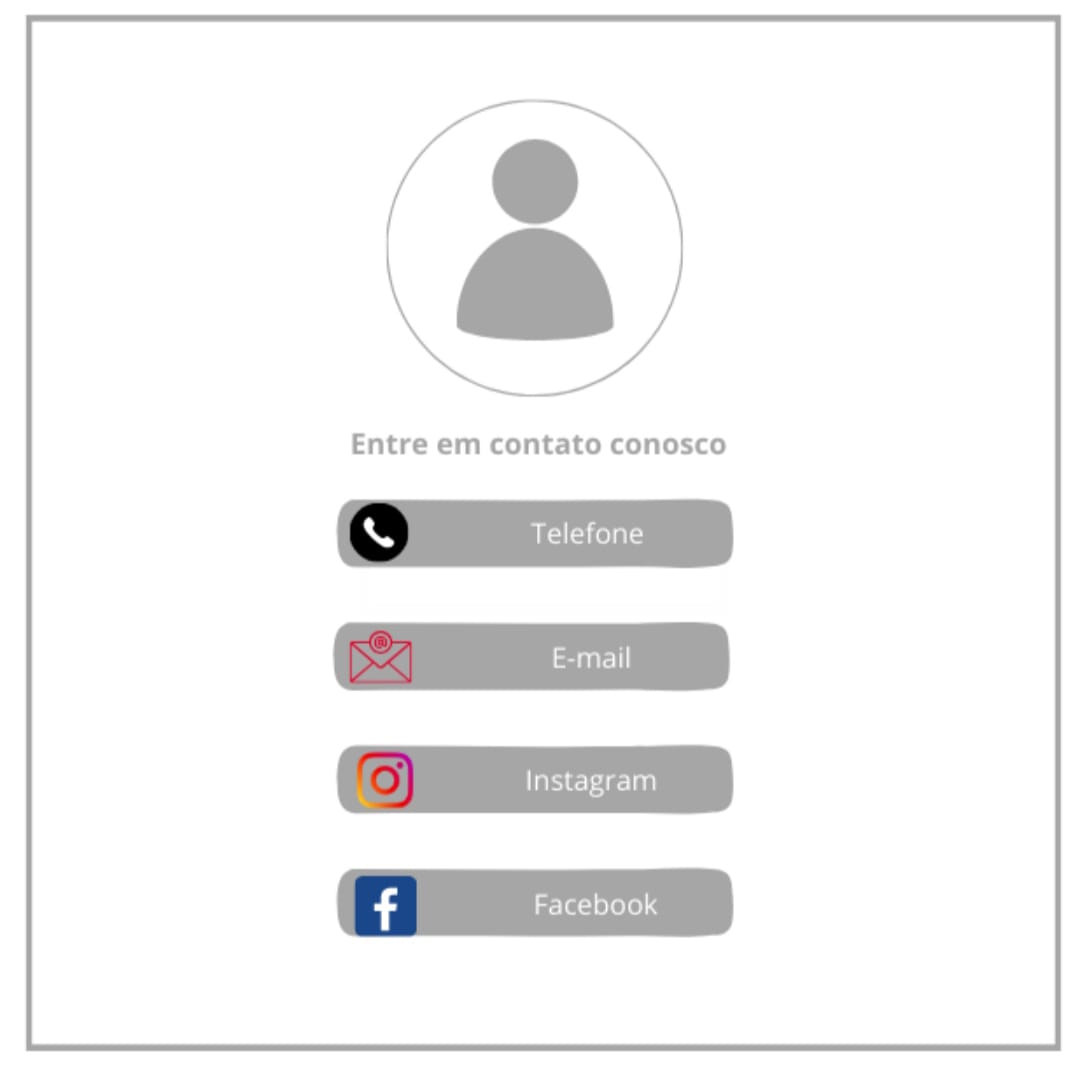 Entre em contato conosco
Telefone
@
E-mail
Instagram
f
Facebook